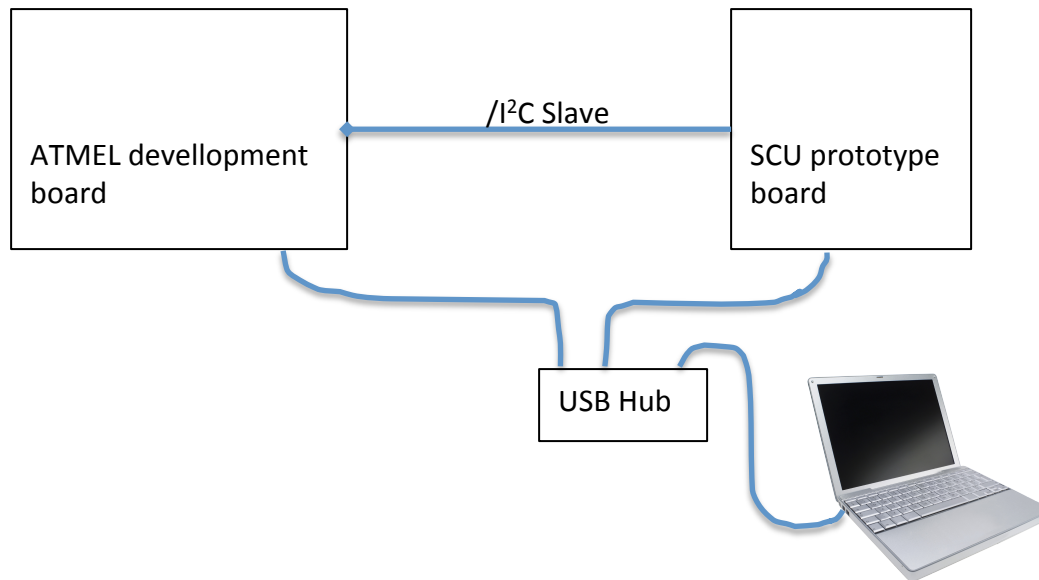 /I²C Slave
ATMEL devellopment
board
SCU prototype
board
USB Hub